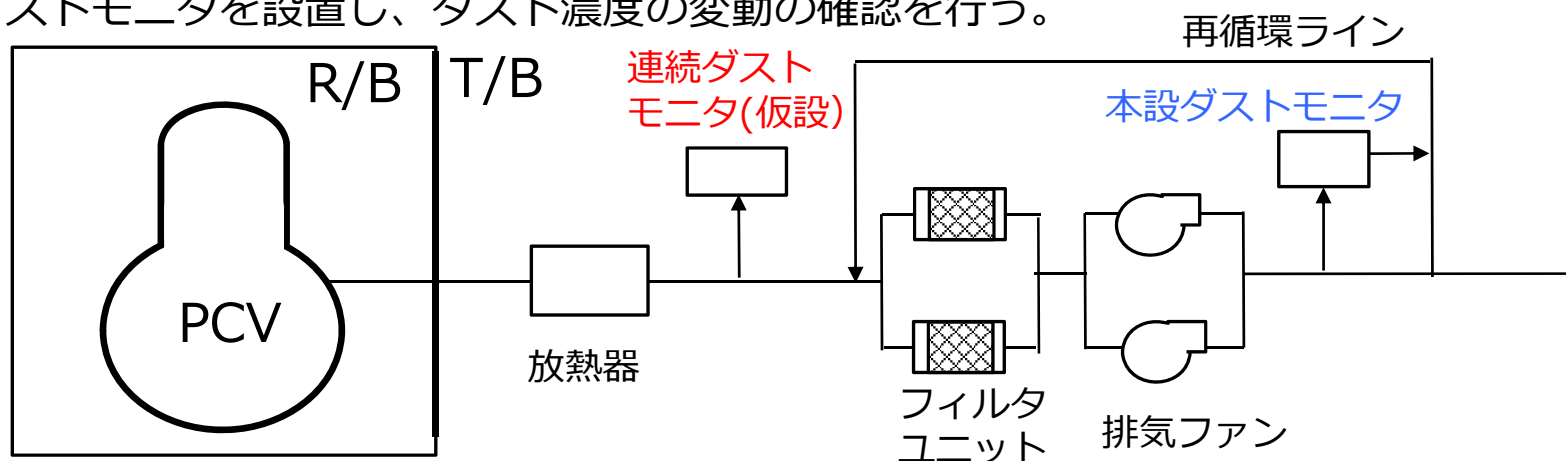 ストモニタを設置し、ダスト濃度の変動の確認を行う。
再循環ライン
R/B
T/B
連続ダスト
モニタ(仮設）
本設ダストモニタ
PCV
放熱器
フィルタ
ユニット
排気ファン